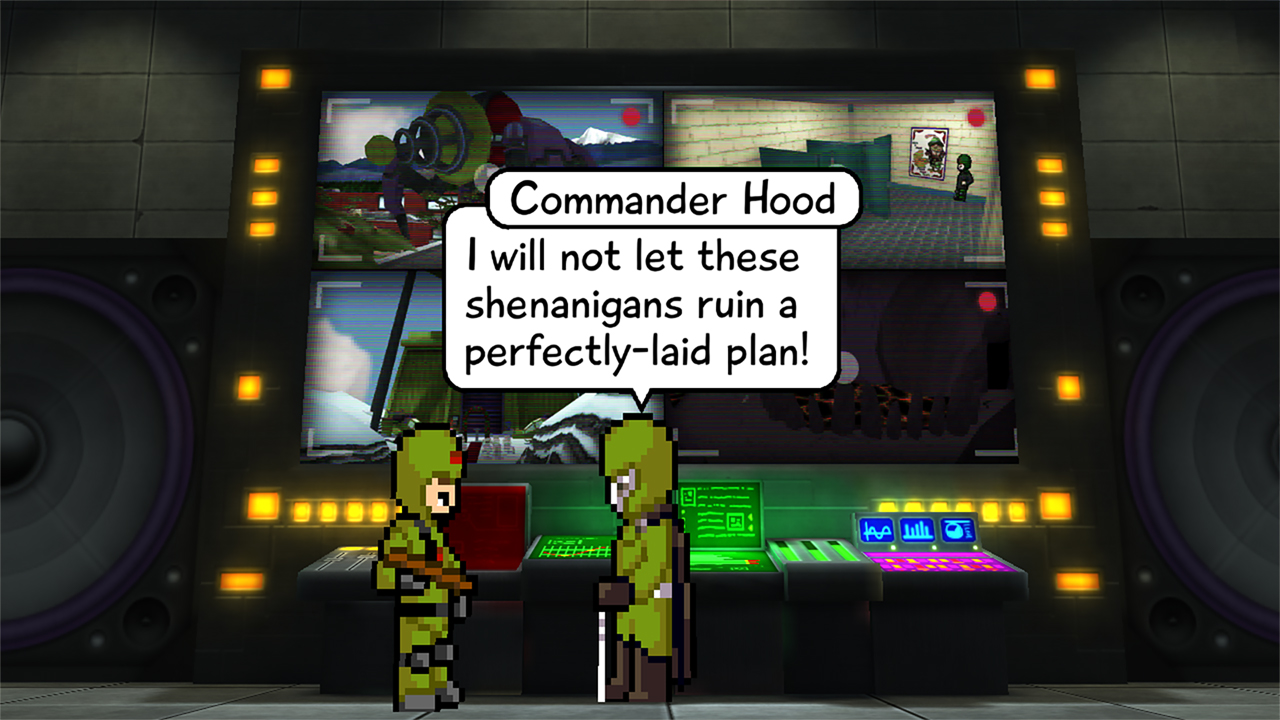 Commander Hood
I will not let these
shenanigans ruin a
perfectly-laid plan!